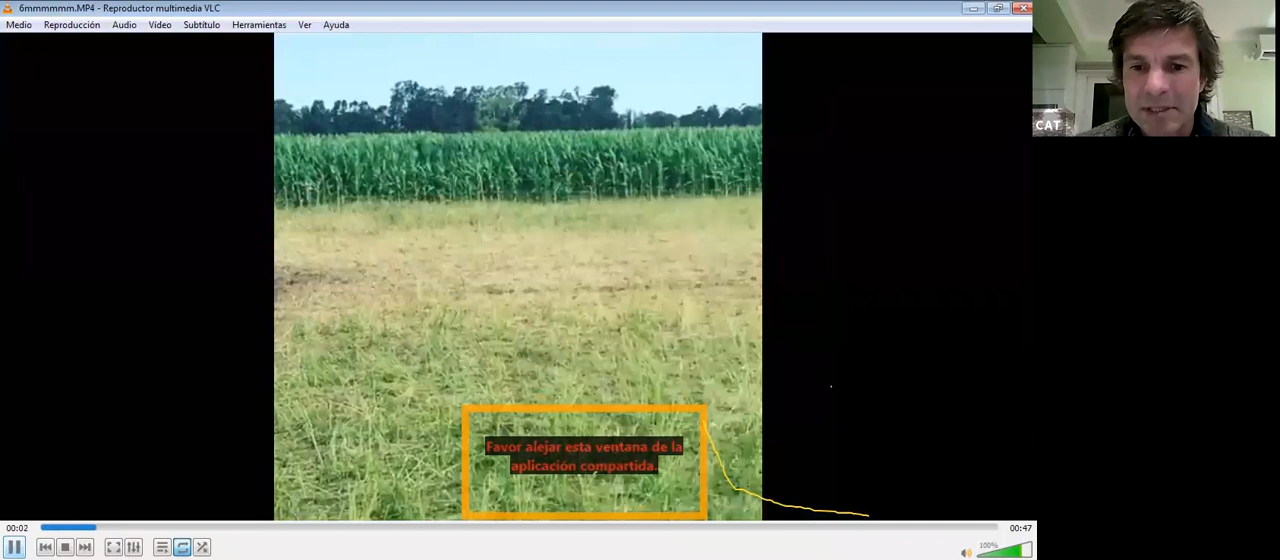 6mmmmmm.MP4 - Reproductor multimedia VLC
Medio Reproducción Audio Vídeo Subtítulo Herramientas Ver Ayuda
CAT
Favor alejar esta ventana de la
aplicación compartida.
00:02
00:47
100%